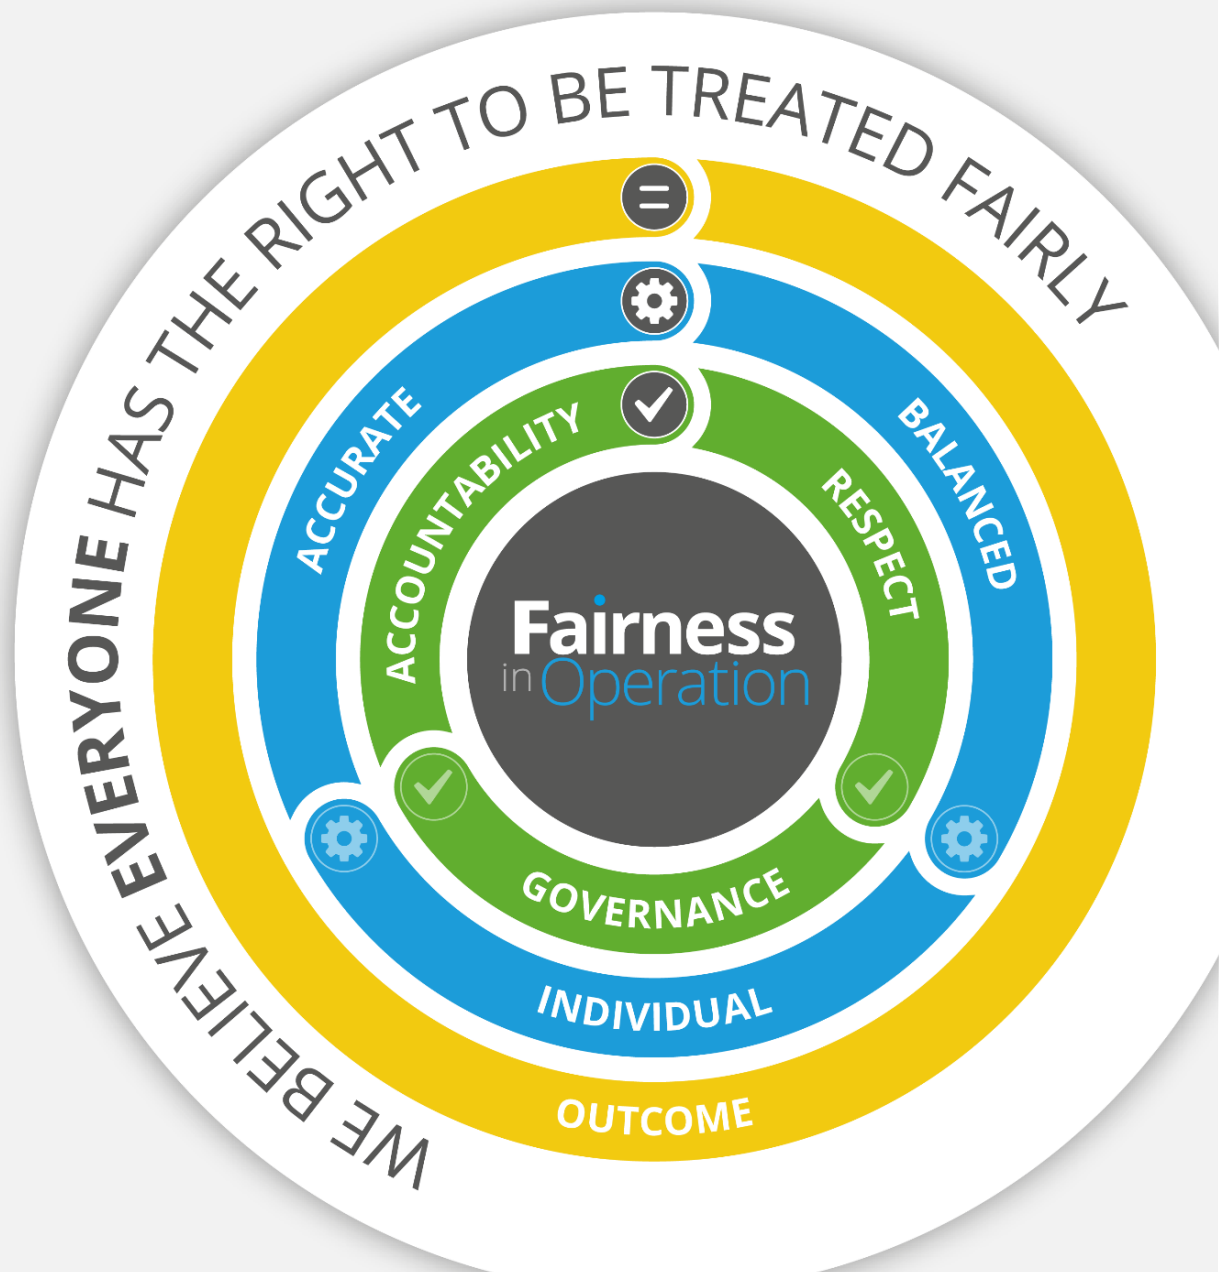 WE BELIEVE EVERYONE HAS THE RIGHT TO BE TREATED FAIRLY
ACCURATE
BALANCED
ACCOUNTABILITY
RESPECT
Fairness
in Operation
GOVERNANCE
INDIVIDUAL
OUTCOME